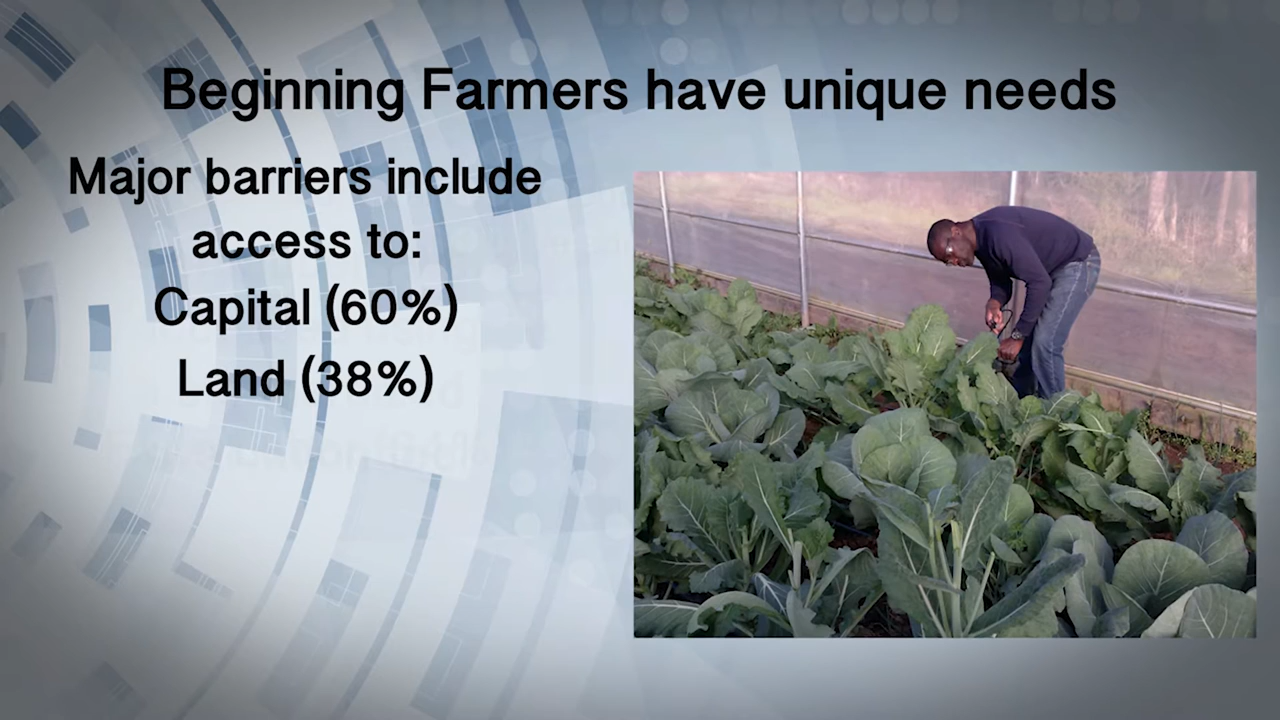 Beginning Farmers have unique needs
Major barriers include
access to:
Capital (60%)
Land (38%)